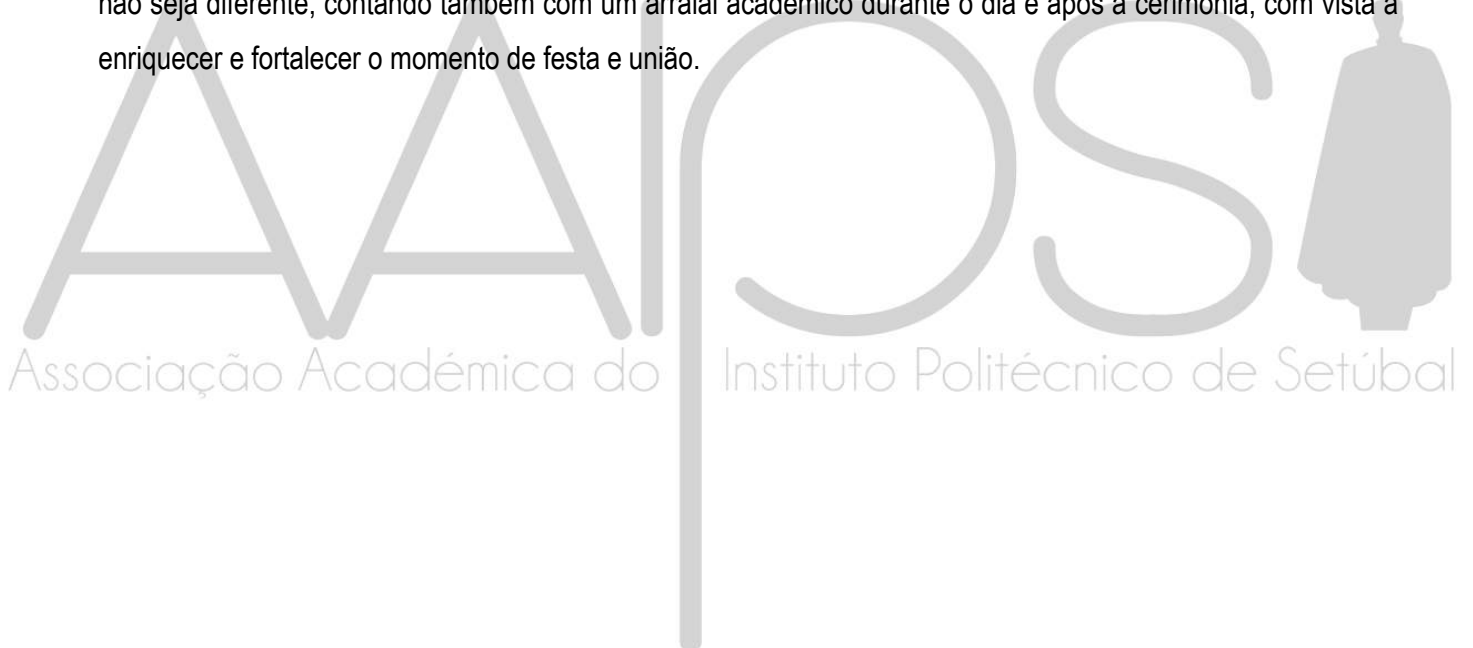 não seja diferente, contando também com um arraial académico durante o dia e após a cerimónia, com vista a
enriquecer e fortalecer o momento de festa e união.
AAIPS
Associação Académica do Instituto Politécnico de Setúbal